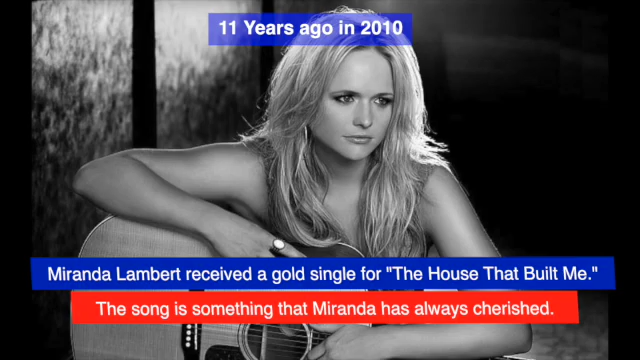 11 Years ago in 2010
Miranda Lambert received a gold single for "The House That Built Me."
The song is something that Miranda has always cherished.